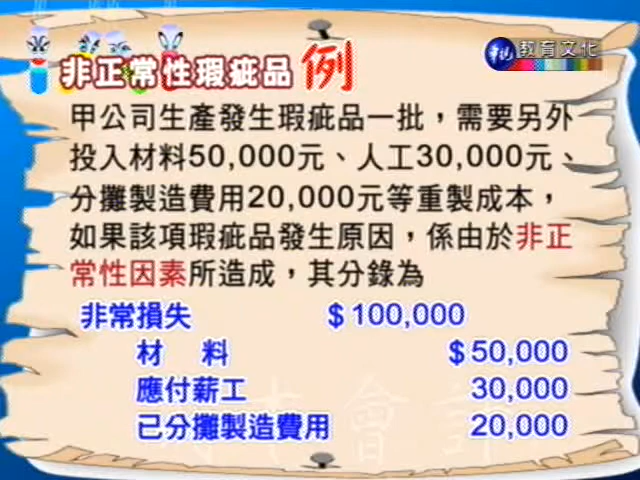 華視 教育文化
非正常性瑕疵品 例
甲公司生產發生瑕疵品一批，需要另外
投入材料50,000元、人工30,000元、
分攤製造費用20,000元等重製成本，
如果該項瑕疵品發生原因，係由於非正
常性因素所造成，其分錄為
非常損失 $100,000
材 料 $50,000
應付薪工 30,000
已分攤製造費用 20,000